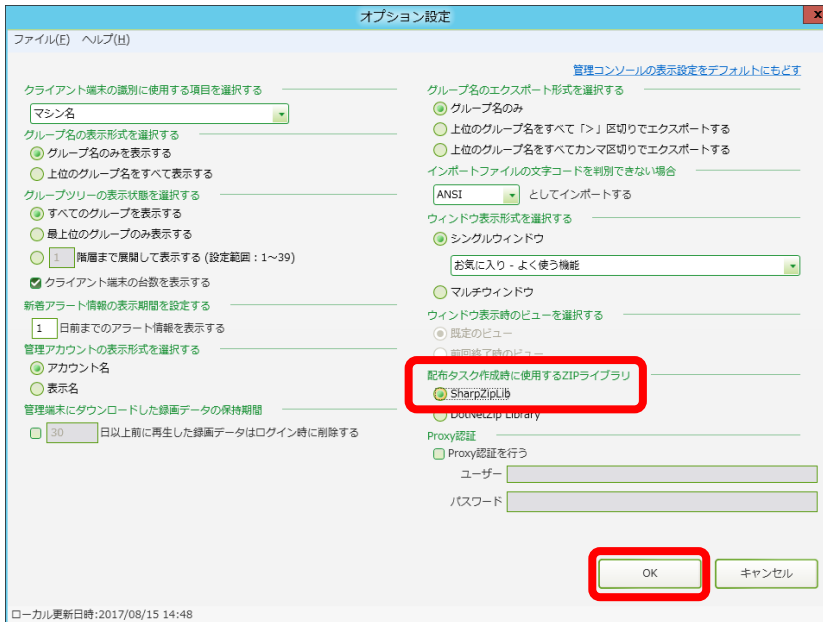 オプション設定
x
ファイル(F) ヘルプ(H)
管理コンソールの表示設定をデフォルトにもどす
クライアント端末の識別に使用する項目を選択する
マシン名
グループ名の表示形式を選択する
グループ名のみを表示する
上位のグループ名をすべて表示する
グループツリーの表示状態を選択する
すべてのグループを表示する
最上位のグループのみ表示する
1 階層まで展開して表示する (設定範囲：1～39)
クライアント端末の台数を表示する
新着アラート情報の表示期間を設定する
1 日前までのアラート情報を表示する
管理アカウントの表示形式を選択する
アカウント名
表示名
管理端末にダウンロードした録画データの保持期間
30 日以上前に再生した録画データはログイン時に削除する
グループ名のエクスポート形式を選択する
グループ名のみ
上位のグループ名をすべて「>」区切りでエクスポートする
上位のグループ名をすべてカンマ区切りでエクスポートする
インポートファイルの文字コードを判別できない場合
ANSI としてインポートする
ウィンドウ表示形式を選択する
シングルウィンドウ
お気に入り - よく使う機能
マルチウィンドウ
ウィンドウ表示時のビューを選択する
既定のビュー
前回終了時のビュー
配布タスク作成時に使用するZIPライブラリ
SharpZipLib
DotNetZip Library
Proxy認証
Proxy認証を行う
ユーザー
パスワード
OK キャンセル
ローカル更新日時:2017/08/15 14:48